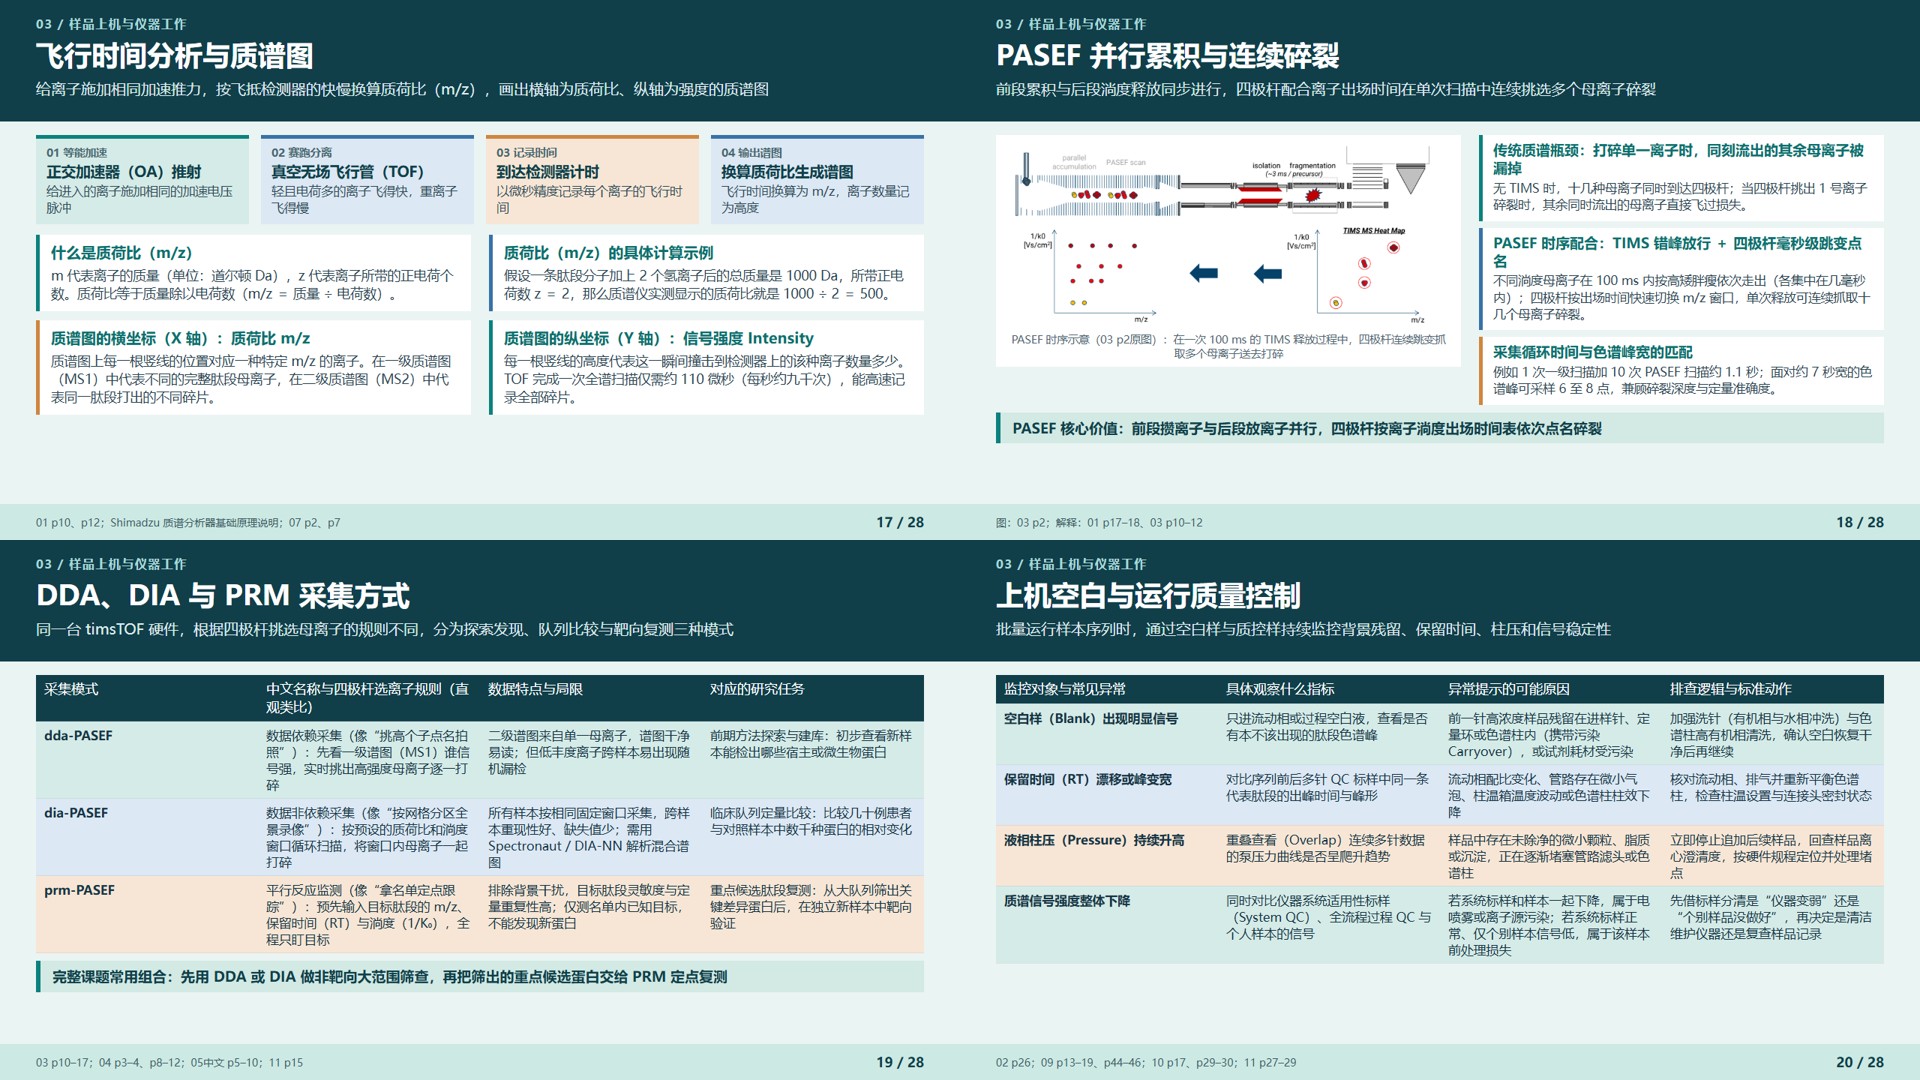 03 / 样品上机与仪器工作
飞行时间分析与质谱图
给离子施加相同加速推力，按飞抵检测器的快慢换算质荷比（m/z），画出横轴为质荷比、纵轴为强度的质谱图
01 等能加速
正交加速器（OA）推射
给进入的离子施加相同的加速电压
脉冲
02 赛跑分离
真空无场飞行管（TOF）
轻且电荷多的离子飞得快，重离子
飞得慢
03 记录时间
到达检测器计时
以微秒精度记录每个离子的飞行时
间
04 输出谱图
换算质荷比生成谱图
飞行时间换算为 m/z，离子数量记
为高度
什么是质荷比（m/z）
m 代表离子的质量（单位：道尔顿 Da），z 代表离子所带的正电荷个
数。质荷比等于质量除以电荷数（m/z = 质量 ÷ 电荷数）。
质荷比（m/z）的具体计算示例
假设一条肽段分子加上 2 个氢离子后的总质量是 1000 Da，所带正电
荷数 z = 2，那么质谱仪实测显示的质荷比就是 1000 ÷ 2 = 500。
质谱图的横坐标（X 轴）：质荷比 m/z
质谱图上每一根竖线的位置对应一种特定 m/z 的离子。在一级质谱图
（MS1）中代表不同的完整肽段母离子，在二级质谱图（MS2）中代
表同一肽段打出的不同碎片。
质谱图的纵坐标（Y 轴）：信号强度 Intensity
每一根竖线的高度代表这一瞬间撞击到检测器上的该种离子数量多少。
TOF 完成一次全谱扫描仅需约 110 微秒（每秒约九千次），能高速记
录全部碎片。
01 p10、p12；Shimadzu 质谱分析器基础原理说明；07 p2、p7
17 / 28
03 / 样品上机与仪器工作
PASEF 并行累积与连续碎裂
前段累积与后段淌度释放同步进行，四极杆配合离子出场时间在单次扫描中连续挑选多个母离子碎裂
parallel
accumulation
PASEF scan
isolation
fragmentation
(~3 ms / precursor)
1/k0
[Vs/cm²]
m/z
1/k0
[Vs/cm²]
TIMS MS Heat Map
m/z
PASEF 时序示意（03 p2原图）：在一次 100 ms 的 TIMS 释放过程中，四极杆连续跳变抓
取多个母离子送去打碎
传统质谱瓶颈：打碎单一离子时，同刻流出的其余母离子被
漏掉
无 TIMS 时，十几种母离子同时到达四极杆；当四极杆挑出 1 号离子
碎裂时，其余同时流出的母离子直接飞过损失。
PASEF 时序配合：TIMS 错峰放行 + 四极杆毫秒级跳变点
名
不同淌度母离子在 100 ms 内按高矮胖瘦依次走出（各集中在几毫秒
内）；四极杆按出场时间快速切换 m/z 窗口，单次释放可连续抓取十
几个母离子碎裂。
采集循环时间与色谱峰宽的匹配
例如 1 次一级扫描加 10 次 PASEF 扫描约 1.1 秒；面对约 7 秒宽的色
谱峰可采样 6 至 8 点，兼顾碎裂深度与定量准确度。
PASEF 核心价值：前段攒离子与后段放离子并行，四极杆按离子淌度出场时间表依次点名碎裂
图：03 p2；解释：01 p17–18、03 p10–12
18 / 28
03 / 样品上机与仪器工作
DDA、DIA 与 PRM 采集方式
同一台 timsTOF 硬件，根据四极杆挑选母离子的规则不同，分为探索发现、队列比较与靶向复测三种模式
采集模式
中文名称与四极杆选离子规则（直
观类比）
数据特点与局限
对应的研究任务
dda-PASEF
数据依赖采集（像“挑高个子点名拍
照”）：先看一级谱图（MS1）谁信
号强，实时挑出高强度母离子逐一打
碎
二级谱图来自单一母离子，谱图干净
易读；但低丰度离子跨样本易出现随
机漏检
前期方法探索与建库：初步查看新样
本能检出哪些宿主或微生物蛋白
dia-PASEF
数据非依赖采集（像“按网格分区全
景录像”）：按预设的质荷比和淌度
窗口循环扫描，将窗口内母离子一起
打碎
所有样本按相同固定窗口采集，跨样
本重现性好、缺失值少；需用
Spectronaut / DIA-NN 解析混合谱
图
临床队列定量比较：比较几十例患者
与对照样本中数千种蛋白的相对变化
prm-PASEF
平行反应监测（像“拿名单定点跟
踪”）：预先输入目标肽段的 m/z、
保留时间（RT）与淌度（1/K₀），全
程只盯目标
排除背景干扰，目标肽段灵敏度与定
量重复性高；仅测名单内已知目标，
不能发现新蛋白
重点候选肽段复测：从大队列筛出关
键差异蛋白后，在独立新样本中靶向
验证
完整课题常用组合：先用 DDA 或 DIA 做非靶向大范围筛查，再把筛出的重点候选蛋白交给 PRM 定点复测
03 p10–17；04 p3–4、p8–12；05中文 p5–10；11 p15
19 / 28
03 / 样品上机与仪器工作
上机空白与运行质量控制
批量运行样本序列时，通过空白样与质控样持续监控背景残留、保留时间、柱压和信号稳定性
监控对象与常见异常
具体观察什么指标
异常提示的可能原因
排查逻辑与标准动作
空白样（Blank）出现明显信号
只进流动相或过程空白液，查看是否
有本不该出现的肽段色谱峰
前一针高浓度样品残留在进样针、定
量环或色谱柱内（携带污染
Carryover），或试剂耗材受污染
加强洗针（有机相与水相冲洗）与色
谱柱高有机相清洗，确认空白恢复干
净后再继续
保留时间（RT）漂移或峰变宽
对比序列前后多针 QC 标样中同一条
代表肽段的出峰时间与峰形
流动相配比变化、管路存在微小气
泡、柱温箱温度波动或色谱柱柱效下
降
核对流动相、排气并重新平衡色谱
柱，检查柱温设置与连接头密封状态
液相柱压（Pressure）持续升高
重叠查看（Overlap）连续多针数据
的泵压力曲线是否呈爬升趋势
样品中存在未除净的微小颗粒、脂质
或沉淀，正在逐渐堵塞管路滤头或色
谱柱
立即停止追加后续样品，回查样品离
心澄清度，按硬件规程定位并处理堵
点
质谱信号强度整体下降
同时对比仪器系统适用性标样
（System QC）、全流程过程 QC 与
个人样本的信号
若系统标样和样本一起下降，属于电
喷雾或离子源污染；若系统标样正
常、仅个别样本信号低，属于该样本
前处理损失
先借标样分清是“仪器变弱”还是
“个别样品没做好”，再决定是清洁
维护仪器还是复查样品记录
02 p26；09 p13–19、p44–46；10 p17、p29–30；11 p27–29
20 / 28